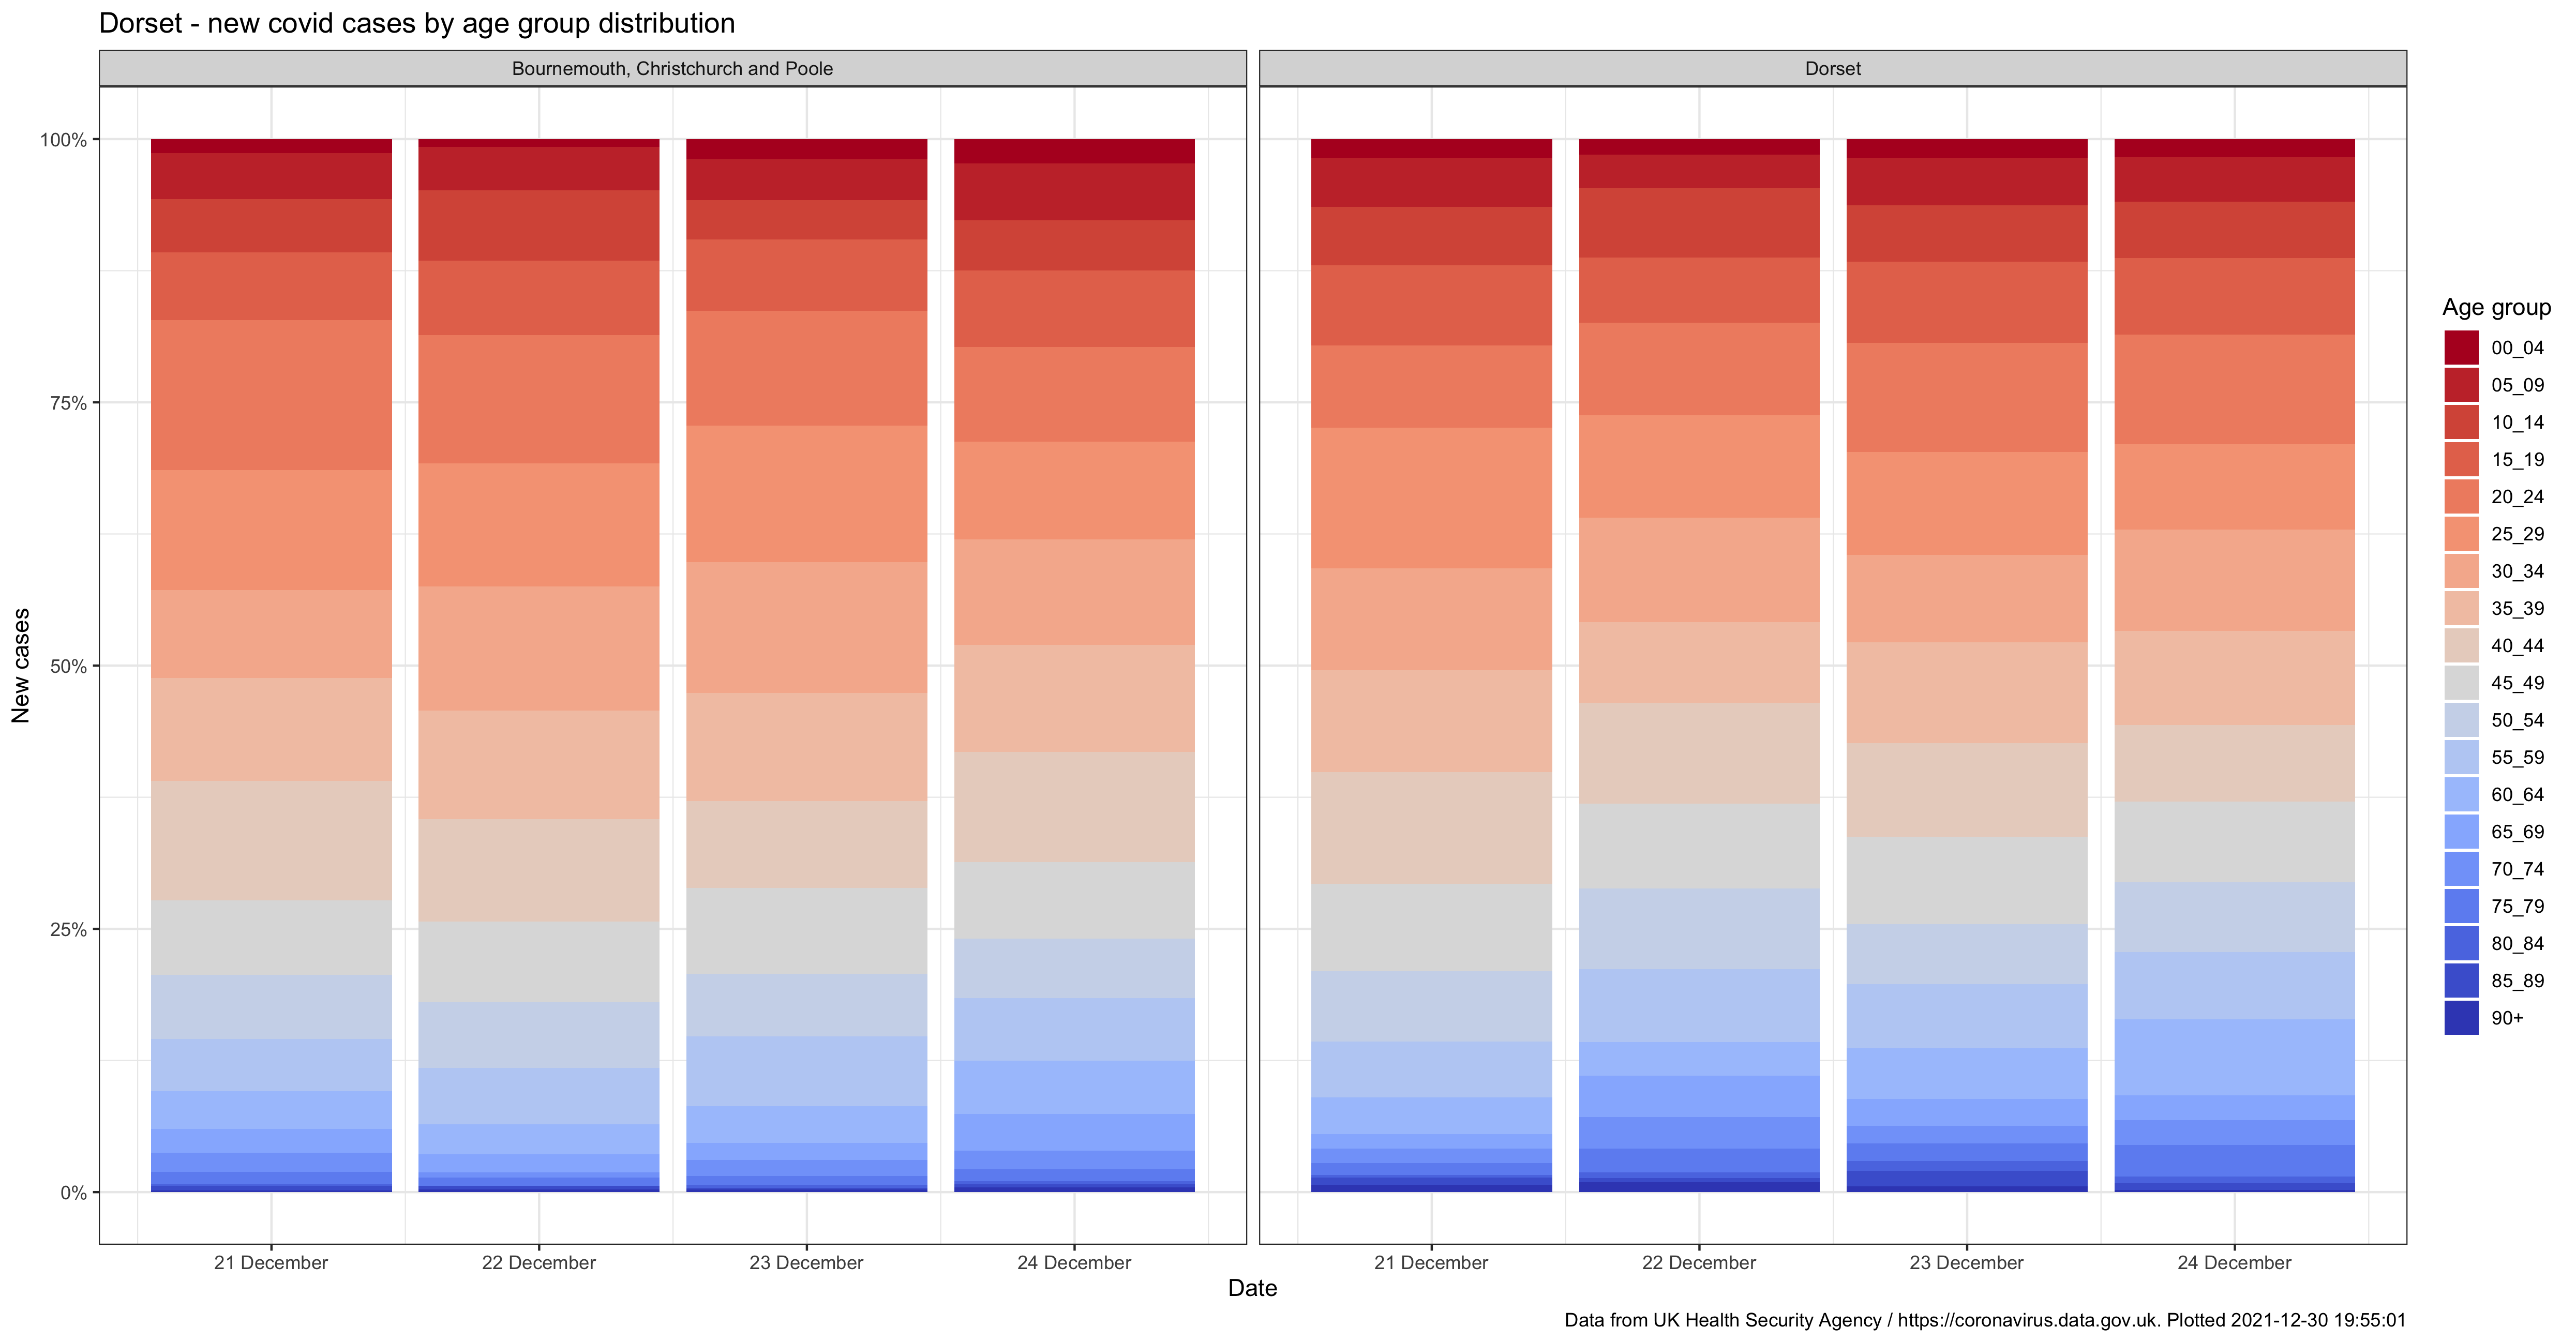 Dorset - new covid cases by age group distribution
Bournemouth, Christchurch and Poole
Dorset
100%
75%
50%
25%
0%
New cases
21 December
22 December
23 December
24 December
21 December
22 December
23 December
24 December
Date
Age group
00_04
05_09
10_14
15_19
20_24
25_29
30_34
35_39
40_44
45_49
50_54
55_59
60_64
65_69
70_74
75_79
80_84
85_89
90+
Data from UK Health Security Agency / https://coronavirus.data.gov.uk. Plotted 2021-12-30 19:55:01